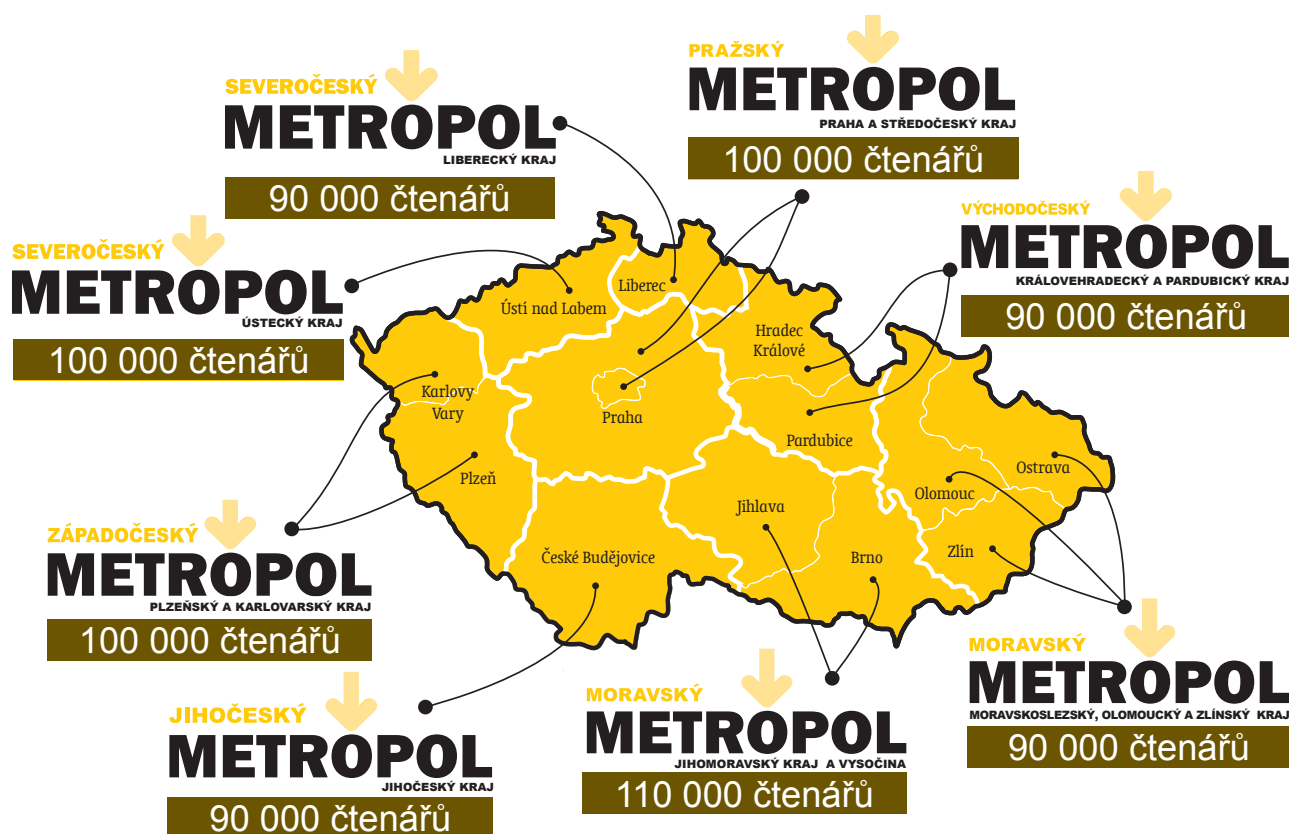 PRAŽSKÝ
METROPOL
PRAHA A STŘEDOČESKÝ KRAJ
100 000 čtenářů
SEVEROČESKÝ
METROPOL
LIBERECKÝ KRAJ
90 000 čtenářů
VÝCHODOČESKÝ
METROPOL
KRÁLOVEHRADECKÝ A PARDUBICKÝ KRAJ
90 000 čtenářů
SEVEROČESKÝ
METROPOL
ÚSTECKÝ KRAJ
100 000 čtenářů
Liberec
Ústí nad Labem
Hradec
Králové
Karlovy
Vary
Praha
Pardubice
Plzeň
Ostrava
Olomouc
Jihlava
České Budějovice
Brno
Zlín
ZÁPADOČESKÝ
METROPOL
PLZEŇSKÝ A KARLOVARSKÝ KRAJ
100 000 čtenářů
JIHOČESKÝ
METROPOL
JIHOČESKÝ KRAJ
90 000 čtenářů
MORAVSKÝ
METROPOL
JIHOMORAVSKÝ KRAJ A VYSOČINA
110 000 čtenářů
MORAVSKÝ
METROPOL
MORAVSKOSLEZSKÝ, OLOMOUCKÝ A ZLÍNSKÝ KRAJ
90 000 čtenářů